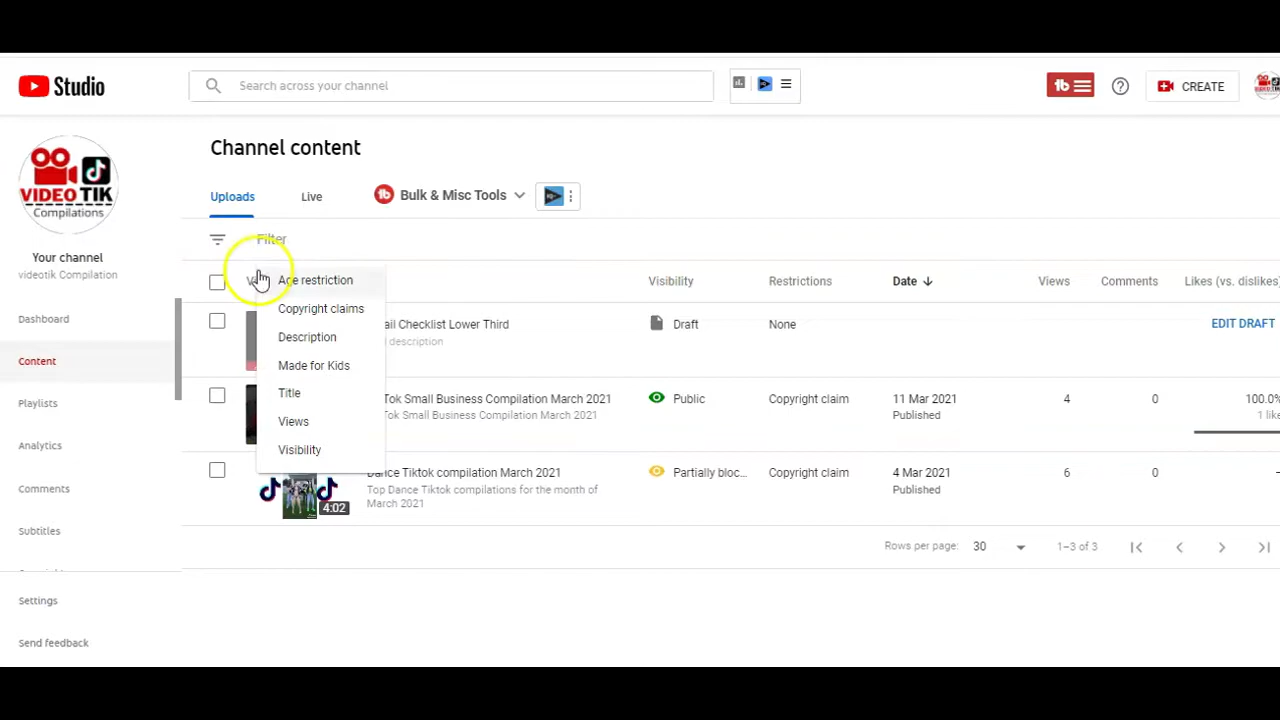 Studio
Search across your channel
CREATE
VIDEO TIK
Compilations
Your channel
videotik Compilation
Dashboard
Content
Playlists
Analytics
Comments
Subtitles
Settings
Send feedback
Channel content
Uploads
Live
Bulk & Misc Tools
Filter
Age restriction
Copyright claims
Description
Made for Kids
Title
Views
Visibility
Visibility
Restrictions
Date
Views
Comments
Likes (vs. dislikes)
ail Checklist Lower Third
description
Draft
None
EDIT DRAFT
Tok Small Business Compilation March 2021
Tok Small Business Compilation March 2021
Public
Copyright claim
11 Mar 2021
Published
4
0
100.0%
1 like
Dance Tiktok compilation March 2021
Top Dance Tiktok compilations for the month of
March 2021
4:02
Partially bloc...
Copyright claim
4 Mar 2021
Published
6
0
Rows per page: 30
1–3 of 3